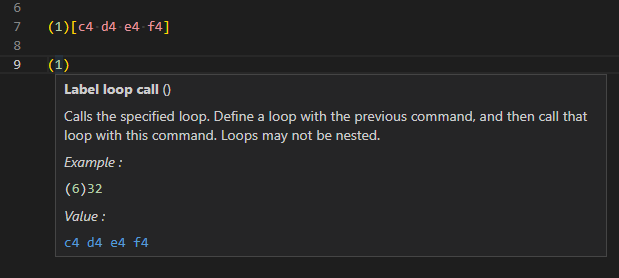 6
7 (1)[c4 d4 e4 f4]
8
9 (1)
Label loop call ()
Calls the specified loop. Define a loop with the previous command, and then call that
loop with this command. Loops may not be nested.
Example :
(6)32
Value :
c4 d4 e4 f4